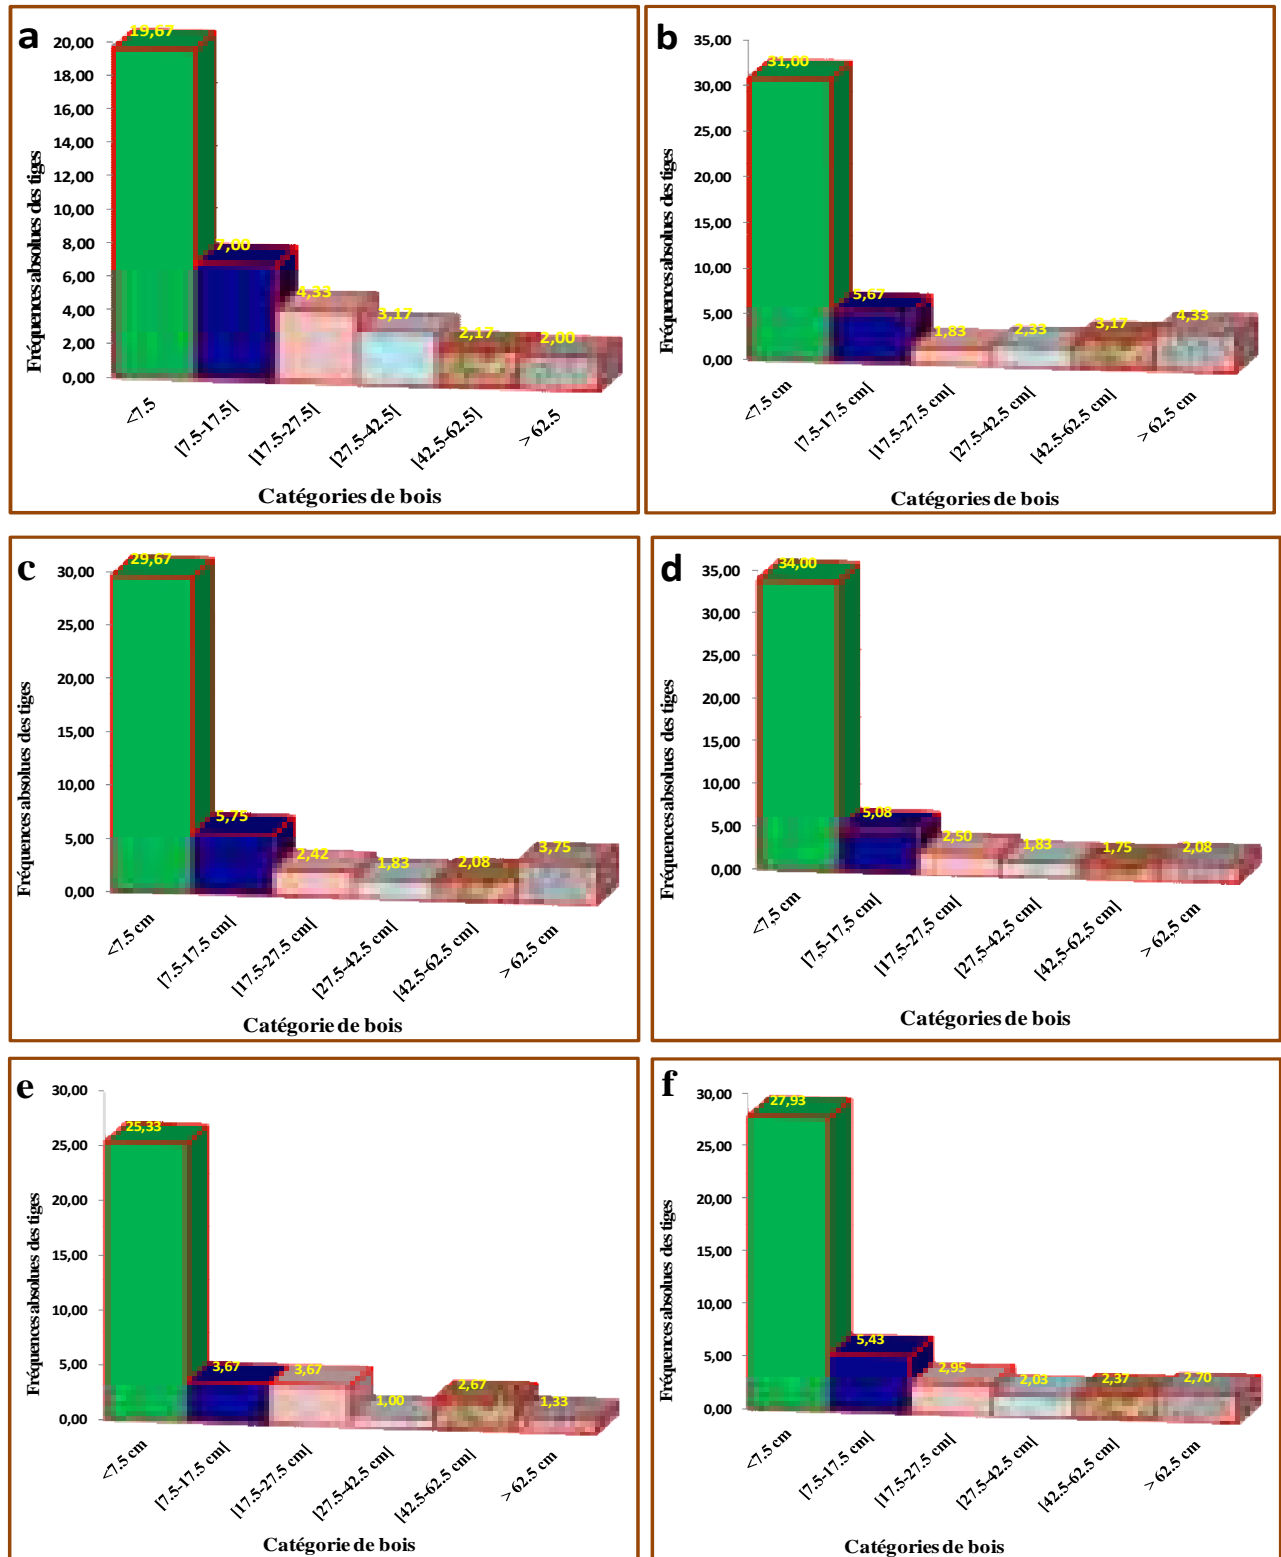 a
Fréquences absolues des tiges
20,00
18,00
16,00
14,00
12,00
10,00
8,00
6,00
4,00
2,00
0,00
19,67
7,00
4,33
3,17
2,17
2,00
<7.5
[7.5-17.5[
[17.5-27.5[
[27.5-42.5[
[42.5-62.5[
> 62.5
Catégories de bois
b
Fréquences absolues des tiges
35,00
30,00
25,00
20,00
15,00
10,00
5,00
0,00
31,00
5,67
1,83
2,33
3,17
4,33
<7.5 cm
[7.5-17.5 cm[
[17.5-27.5 cm[
[27.5-42.5 cm[
[42.5-62.5 cm[
> 62.5 cm
Catégories de bois
c
Fréquences absolues des tiges
30,00
25,00
20,00
15,00
10,00
5,00
0,00
29,67
5,75
2,42
1,83
2,08
3,75
<7.5 cm
[7.5-17.5 cm[
[17.5-27.5 cm[
[27.5-42.5 cm[
[42.5-62.5 cm[
> 62.5 cm
Catégorie de bois
d
Fréquences absolues des tiges
35,00
30,00
25,00
20,00
15,00
10,00
5,00
0,00
34,00
5,08
2,50
1,83
1,75
2,08
<7,5 cm
[7,5-17,5 cm[
[17,5-27,5 cm[
[27,5-42,5 cm[
[42,5-62,5 cm[
> 62,5 cm
Catégories de bois
e
Fréquences absolues des tiges
30,00
25,00
20,00
15,00
10,00
5,00
0,00
25,33
3,67
3,67
1,00
2,67
1,33
<7.5 cm
[7.5-17.5 cm[
[17.5-27.5 cm[
[27.5-42.5 cm[
[42.5-62.5 cm[
> 62.5 cm
Catégorie de bois
f
Fréquences absolues des tiges
30,00
25,00
20,00
15,00
10,00
5,00
0,00
27,93
5,43
2,95
2,03
2,37
2,70
<7.5 cm
[7.5-17.5 cm[
[17.5-27.5 cm[
[27.5-42.5 cm[
[42.5-62.5 cm[
> 62.5 cm
Catégories de bois